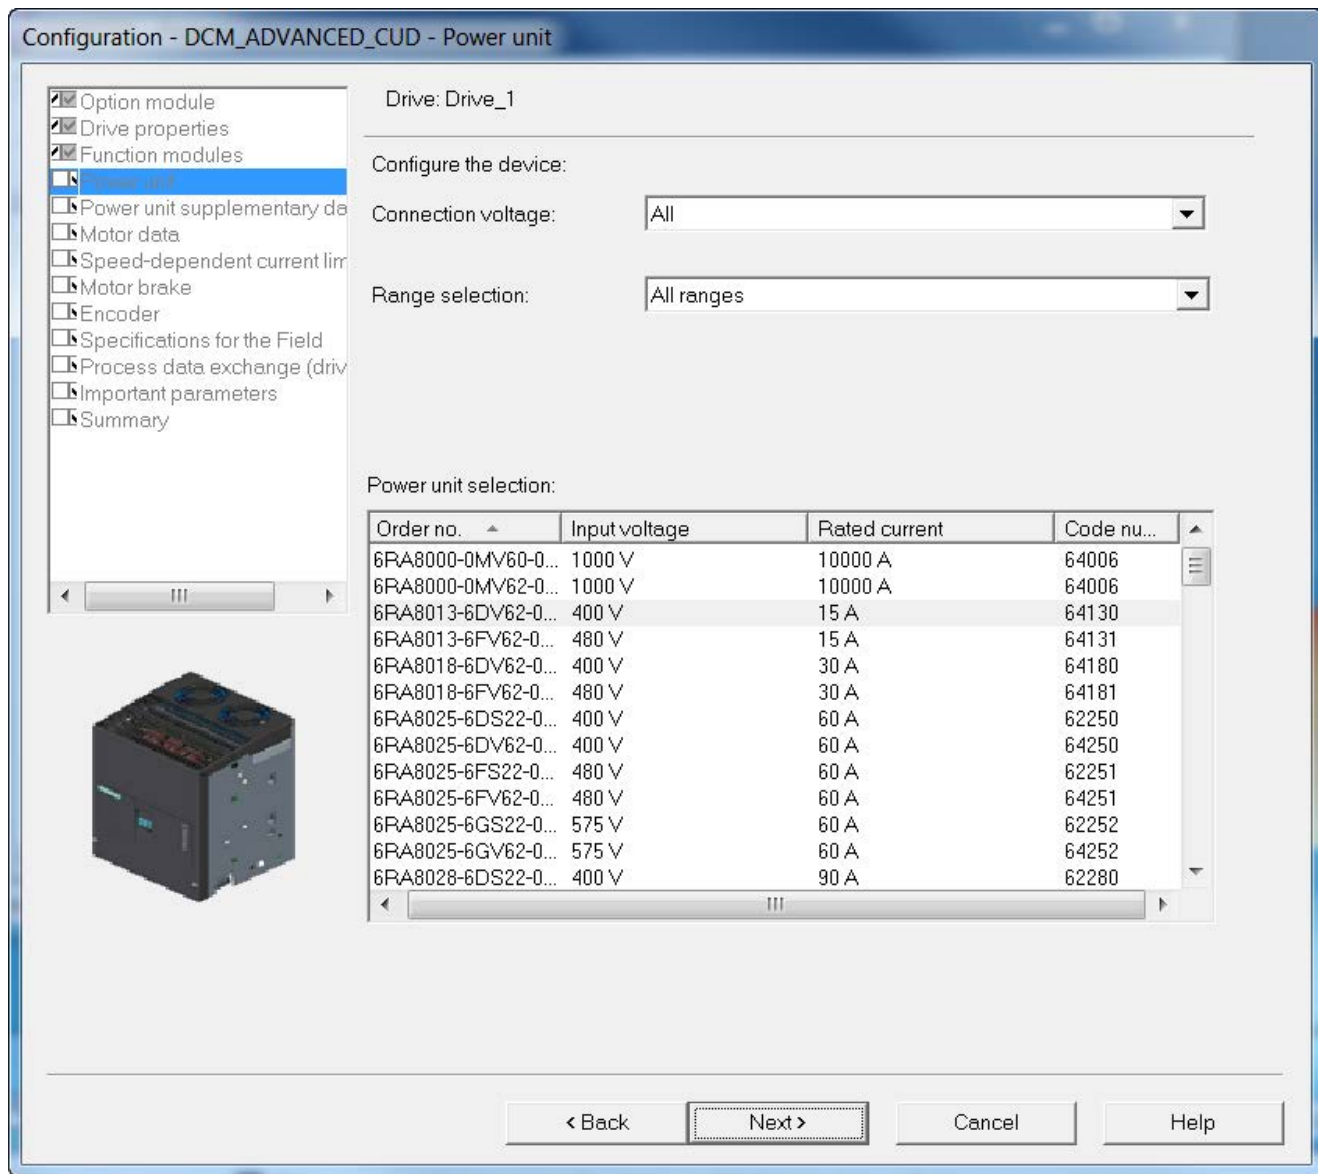 Configuration - DCM_ADVANCED_CUD - Power unit
Option module
Drive properties
Function modules
Power unit
Power unit supplementary da
Motor data
Speed-dependent current lim
Motor brake
Encoder
Specifications for the Field
Process data exchange (driv
Important parameters
Summary
Drive: Drive_1
Configure the device:
Connection voltage: All
Range selection: All ranges
Power unit selection:
Order no. Input voltage Rated current Code nu...
6RA8000-0MV60-0... 1000 V 10000 A 64006
6RA8000-0MV62-0... 1000 V 10000 A 64006
6RA8013-6DV62-0... 400 V 15 A 64130
6RA8013-6FV62-0... 480 V 15 A 64131
6RA8018-6DV62-0... 400 V 30 A 64180
6RA8018-6FV62-0... 480 V 30 A 64181
6RA8025-6DS22-0... 400 V 60 A 62250
6RA8025-6DV62-0... 400 V 60 A 64250
6RA8025-6FS22-0... 480 V 60 A 62251
6RA8025-6FV62-0... 480 V 60 A 64251
6RA8025-6GS22-0... 575 V 60 A 62252
6RA8025-6GV62-0... 575 V 60 A 64252
6RA8028-6DS22-0... 400 V 90 A 62280
< Back Next > Cancel Help